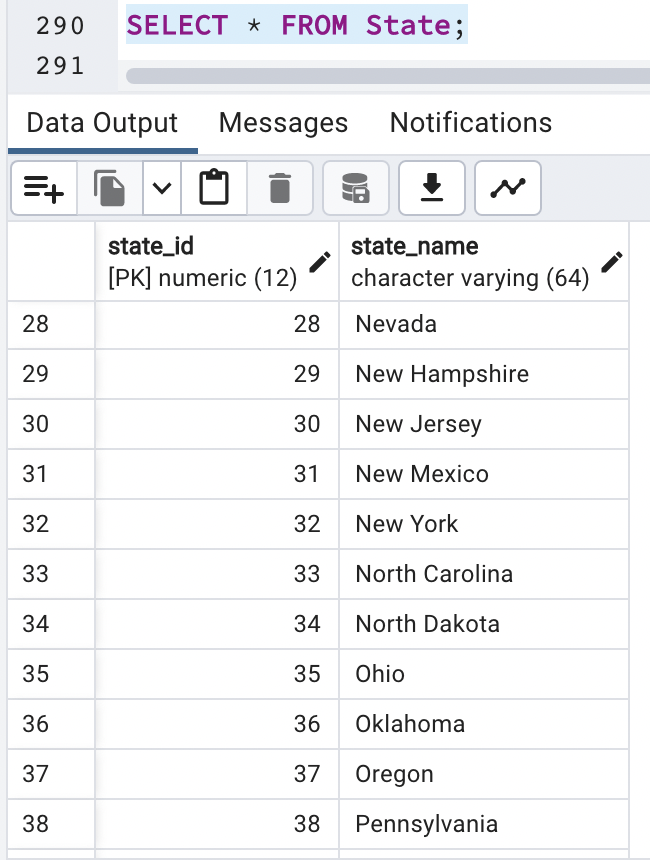 290 SELECT * FROM State;
291
Data Output Messages Notifications
state_id state_name
[PK] numeric (12) character varying (64)
28 28 Nevada
29 29 New Hampshire
30 30 New Jersey
31 31 New Mexico
32 32 New York
33 33 North Carolina
34 34 North Dakota
35 35 Ohio
36 36 Oklahoma
37 37 Oregon
38 38 Pennsylvania